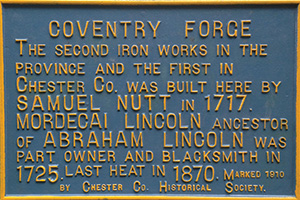 COVENTRY FORGE
THE SECOND IRON WORKS IN THE
PROVINCE AND THE FIRST IN
CHESTER CO. WAS BUILT HERE BY
SAMUEL NUTT IN 1717.
MORDECAI LINCOLN ANCESTOR
OF ABRAHAM LINCOLN WAS
PART OWNER AND BLACKSMITH IN
1725. LAST HEAT IN 1870. MARKED 1910
BY CHESTER CO. HISTORICAL SOCIETY.